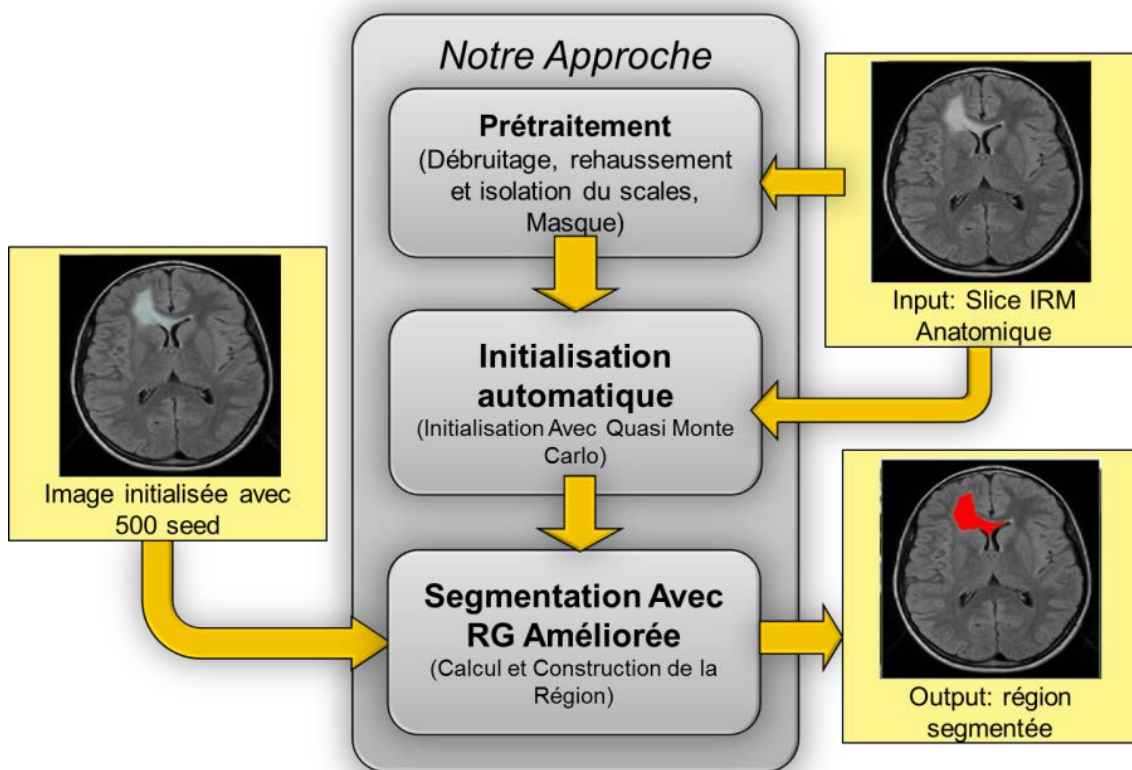 Notre Approche
Prétraitement
(Débruitage, rehaussement
et isolation du scales,
Masque)
Input: Slice IRM
Anatomique
Initialisation
automatique
(Initialisation Avec Quasi Monte
Carlo)
Image initialisée avec
500 seed
Segmentation Avec
RG Améliorée
(Calcul et Construction de la
Région)
Output: région
segmentée